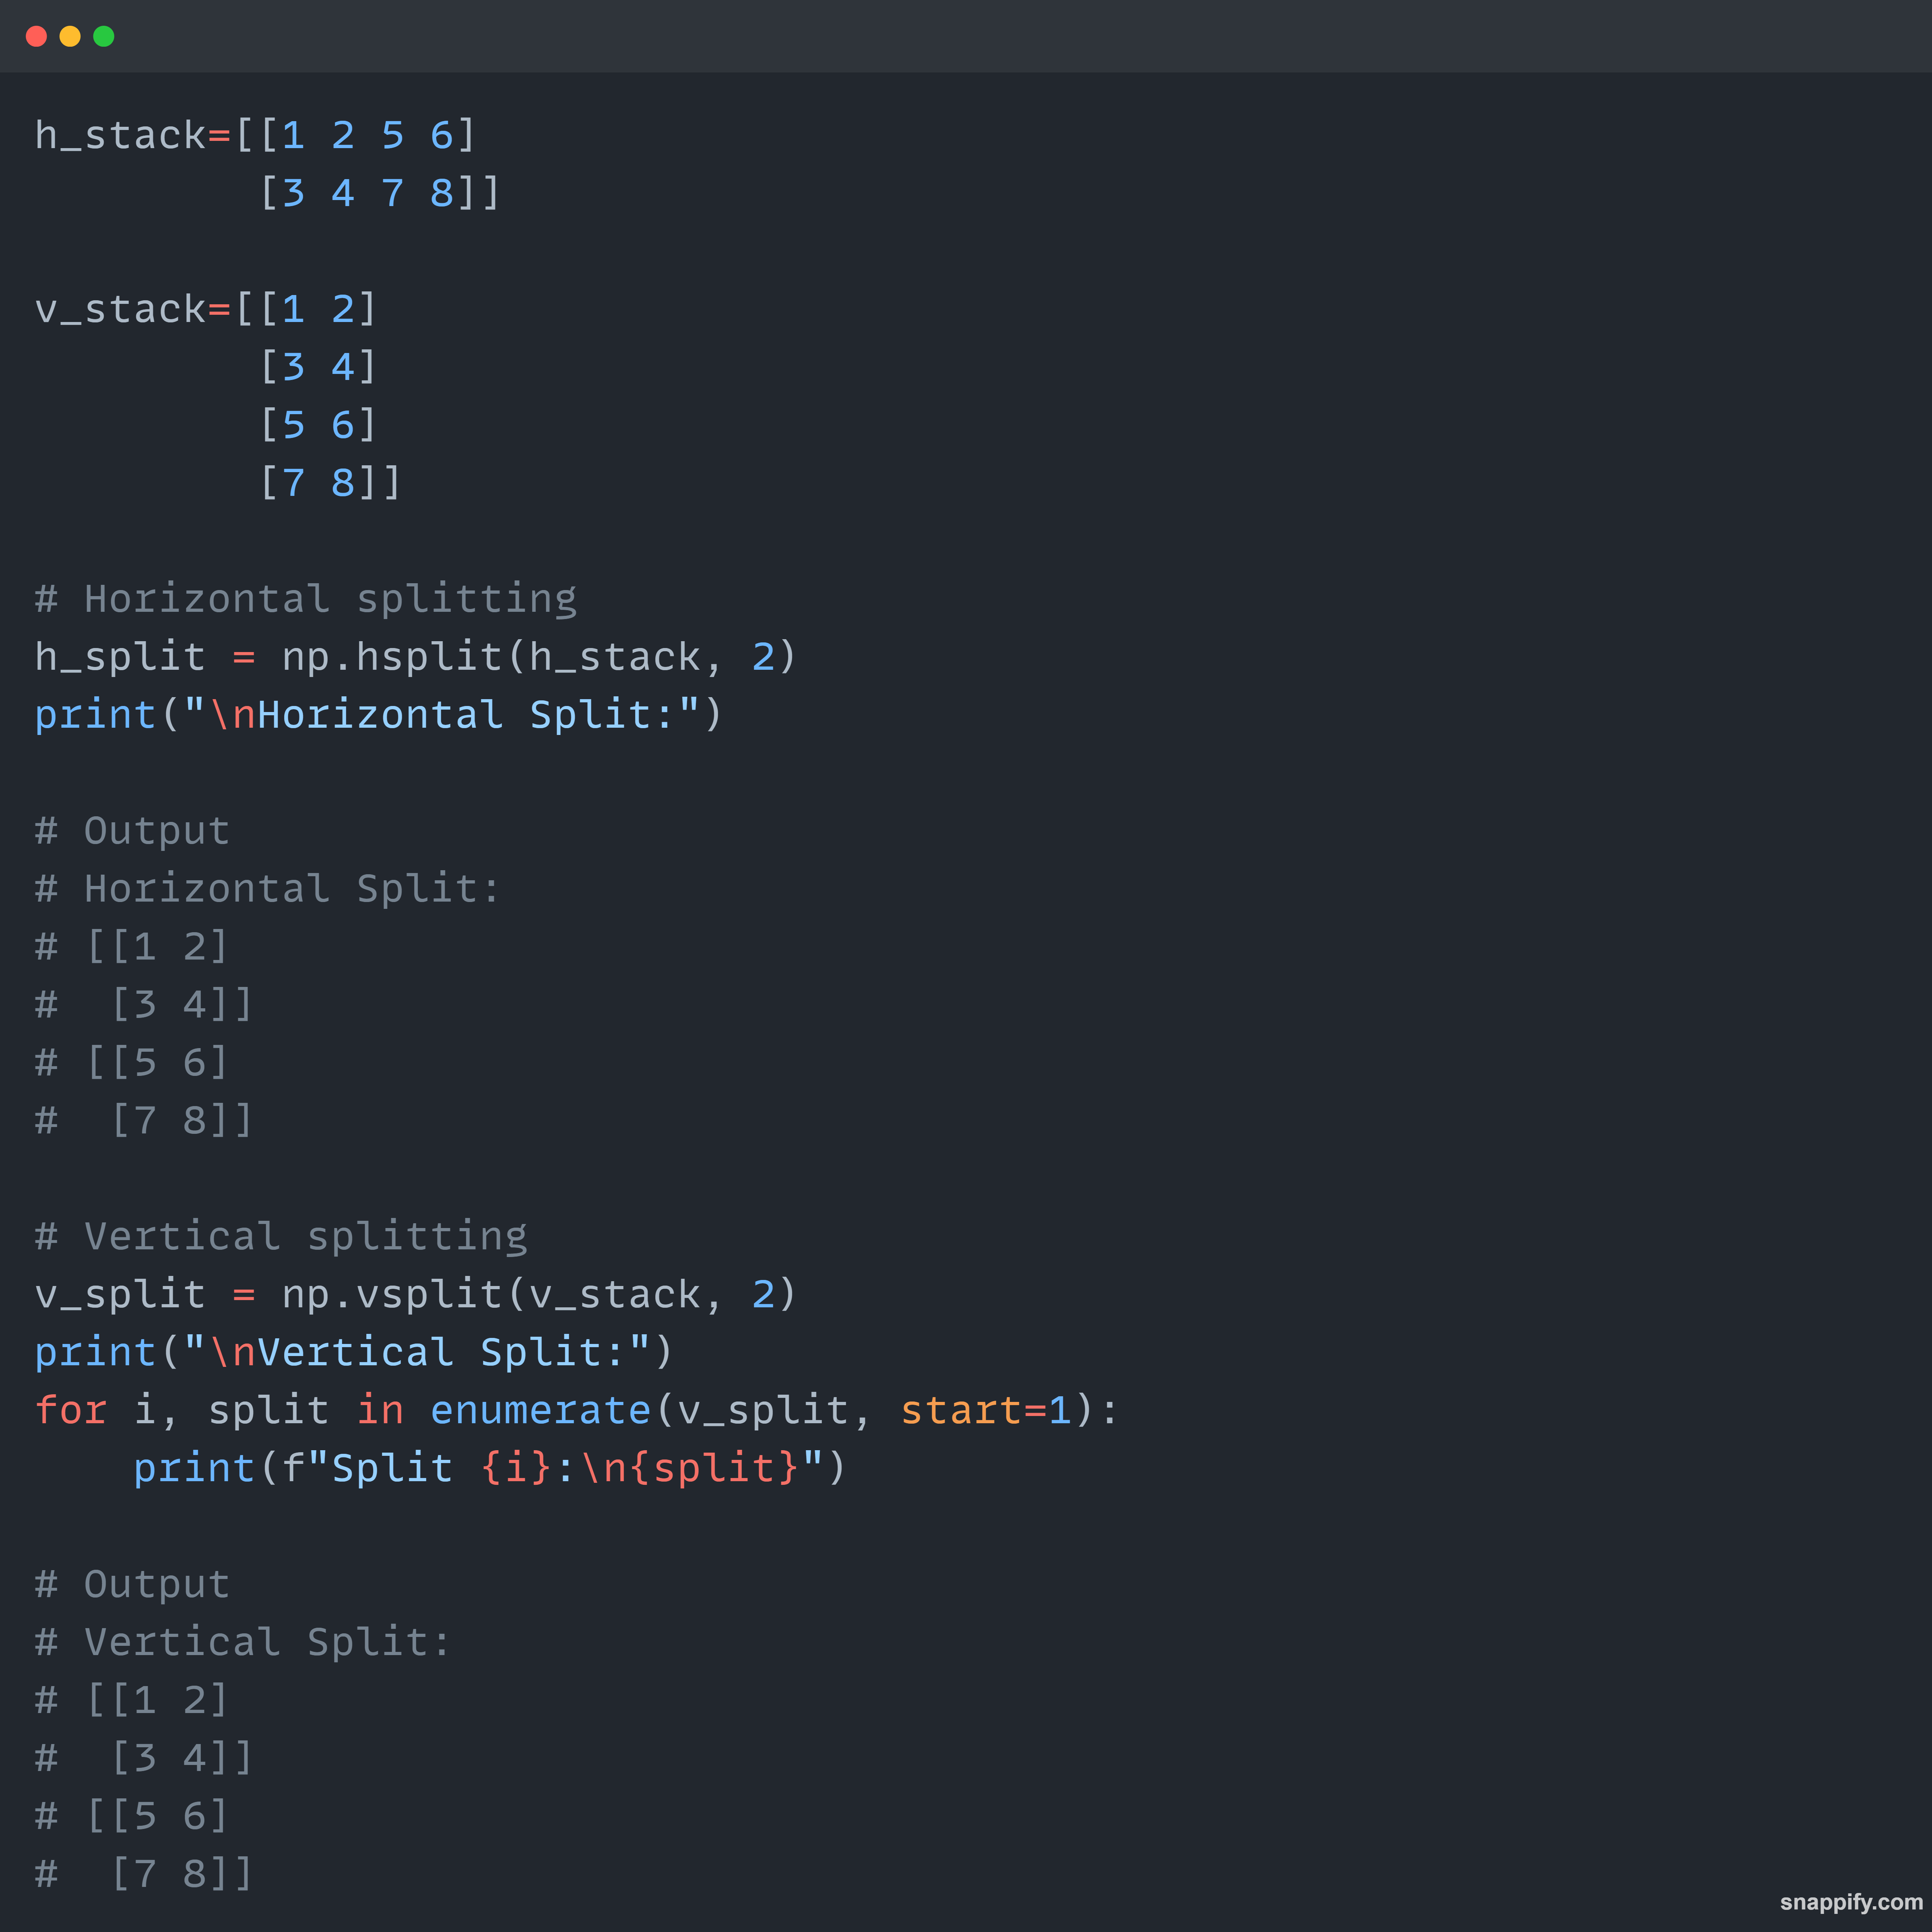 h_stack=[[1 2 5 6]
         [3 4 7 8]]
v_stack=[[1 2]
         [3 4]
         [5 6]
         [7 8]]
# Horizontal splitting
h_split = np.hsplit(h_stack, 2)
print("\nHorizontal Split:")
# Output
# Horizontal Split:
# [[1 2]
#  [3 4]]
# [[5 6]
#  [7 8]]
# Vertical splitting
v_split = np.vsplit(v_stack, 2)
print("\nVertical Split:")
for i, split in enumerate(v_split, start=1):
    print(f"Split {i}:\n{split}")
# Output
# Vertical Split:
# [[1 2]
#  [3 4]]
# [[5 6]
#  [7 8]]
snappify.com